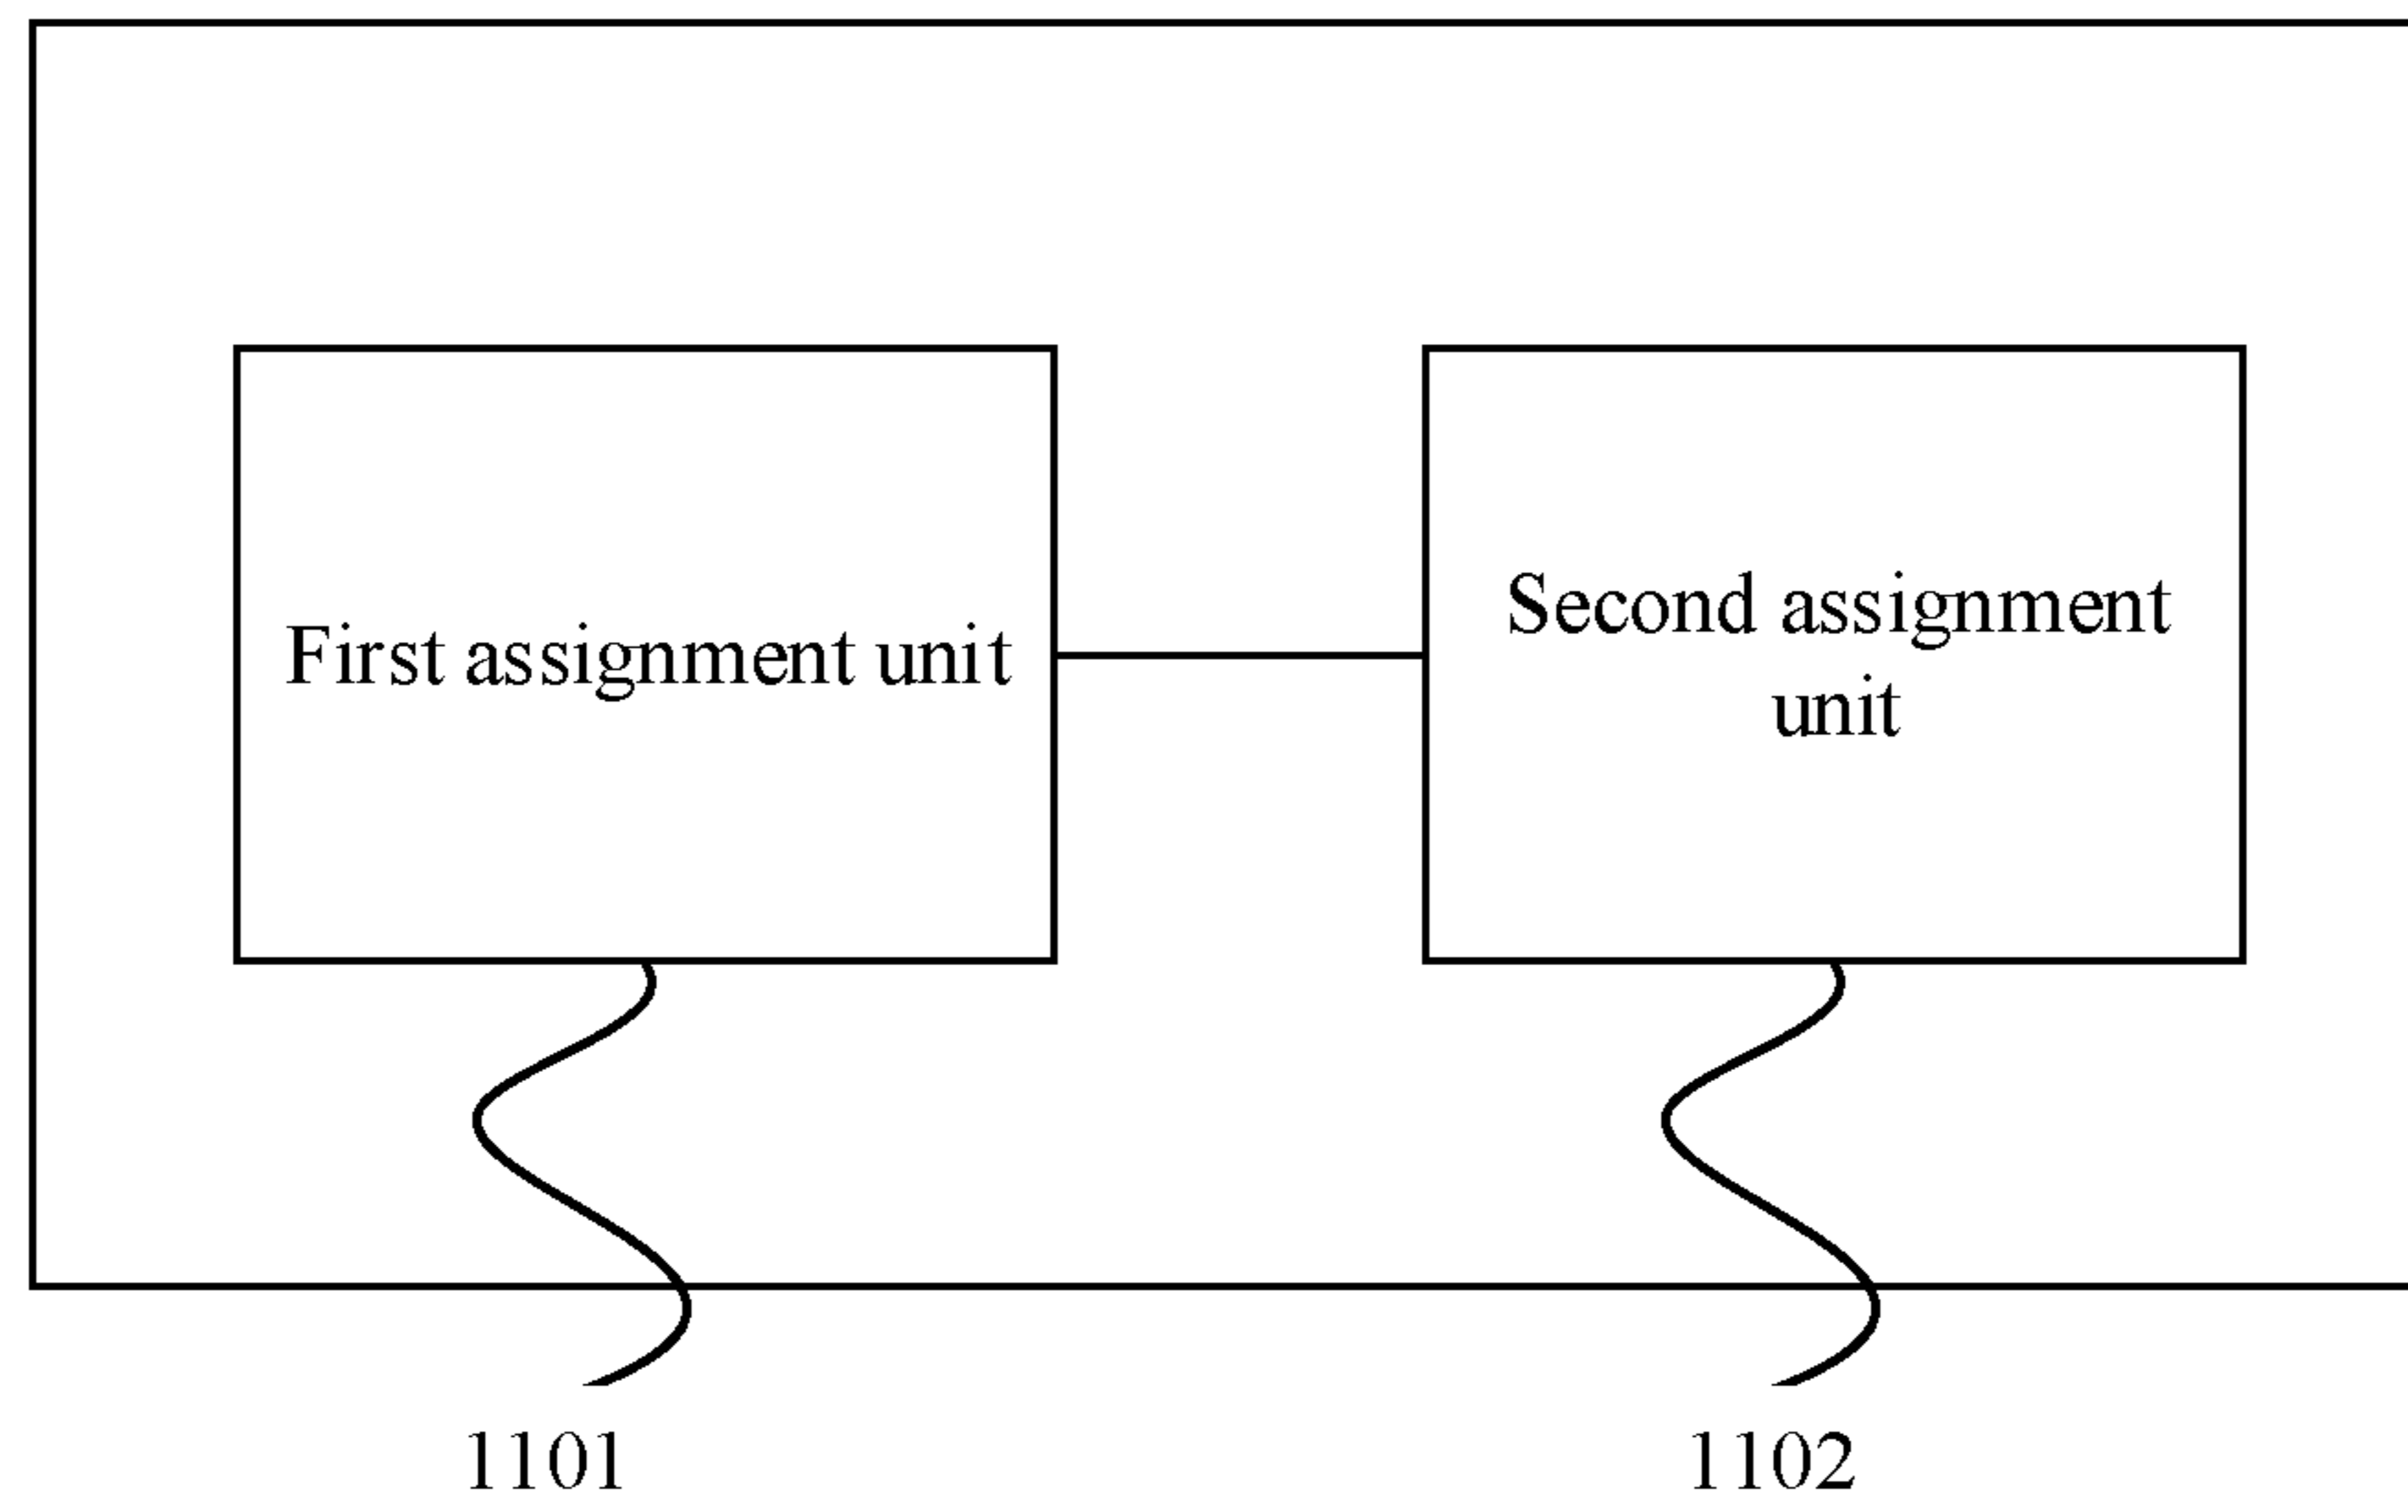 First assignment unit
Second assignment
unit
1101
1102